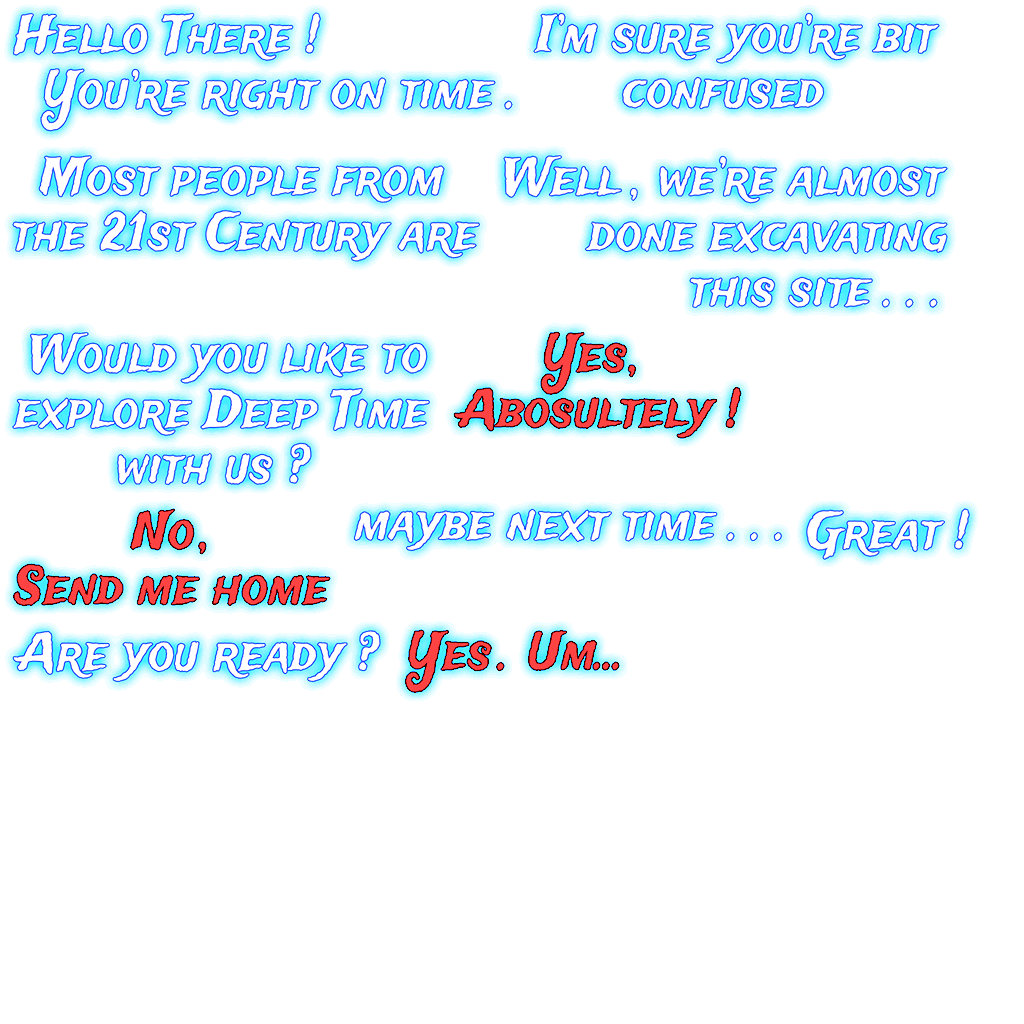 Hello There !
You're right on time .
I'm sure you're bit
confused
Most people from
the 21st Century are
Well , we're almost
done excavating
this site . . .
Would you like to
explore Deep Time
with us ?
Yes,
Abosultely !
No,
Send me home
maybe next time . . .
Great !
Are you ready ?
Yes .
Um...